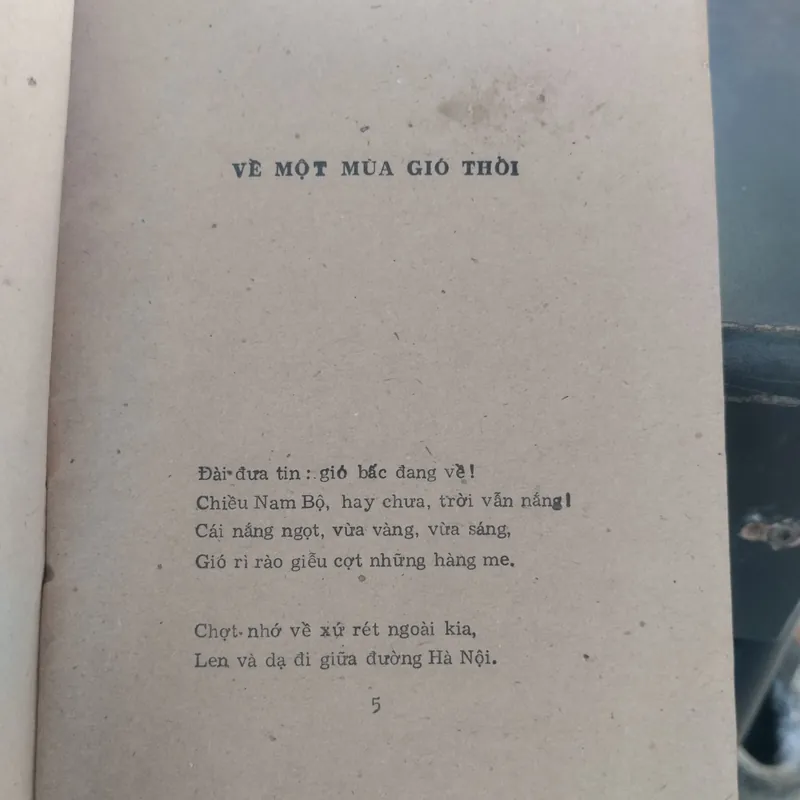 VỀ MỘT MÙA GIÓ THỔI
Đài đưa tin: gió bấc đang về!
Chiều Nam Bộ, hay chưa, trời vẫn nắng!
Cái nắng ngọt, vừa vàng, vừa sáng,
Gió rì rào giễu cợt những hàng me.
Chợt nhớ về xứ rét ngoài kia,
Len và dạ đi giữa đường Hà Nội.
5